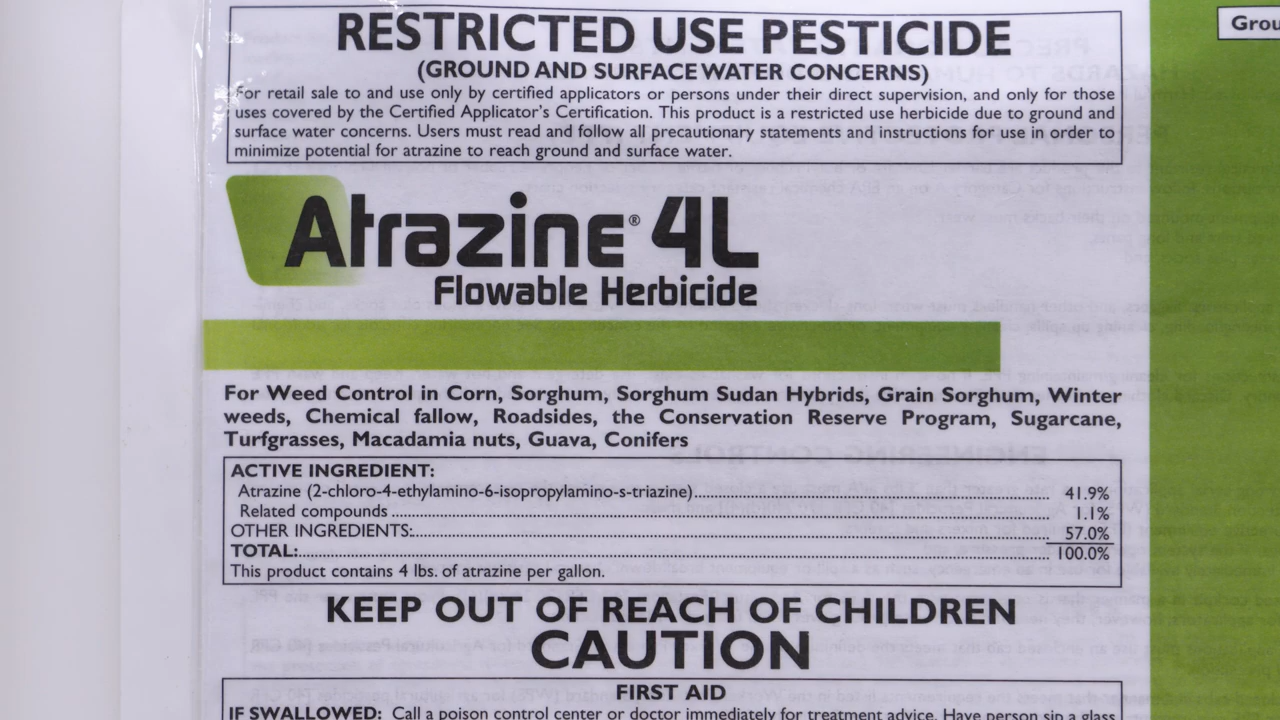 RESTRICTED USE PESTICIDE
(GROUND AND SURFACE WATER CONCERNS)
For retail sale to and use only by certified applicators or persons under their direct supervision, and only for those
uses covered by the Certified Applicator's Certification. This product is a restricted use herbicide due to ground and
surface water concerns. Users must read and follow all precautionary statements and instructions for use in order to
minimize potential for atrazine to reach ground and surface water.
Atrazine® 4L
Flowable Herbicide
For Weed Control in Corn, Sorghum, Sorghum Sudan Hybrids, Grain Sorghum, Winter
weeds, Chemical fallow, Roadsides, the Conservation Reserve Program, Sugarcane,
Turfgrasses, Macadamia nuts, Guava, Conifers
ACTIVE INGREDIENT:
Atrazine (2-chloro-4-ethylamino-6-isopropylamino-s-triazine)........ 41.9%
Related compounds ........ 1.1%
OTHER INGREDIENTS:........ 57.0%
TOTAL:........ 100.0%
This product contains 4 lbs. of atrazine per gallon.
KEEP OUT OF REACH OF CHILDREN
CAUTION
FIRST AID
IF SWALLOWED: Call a poison control center or doctor immediately for treatment advice. Have person sip a glass